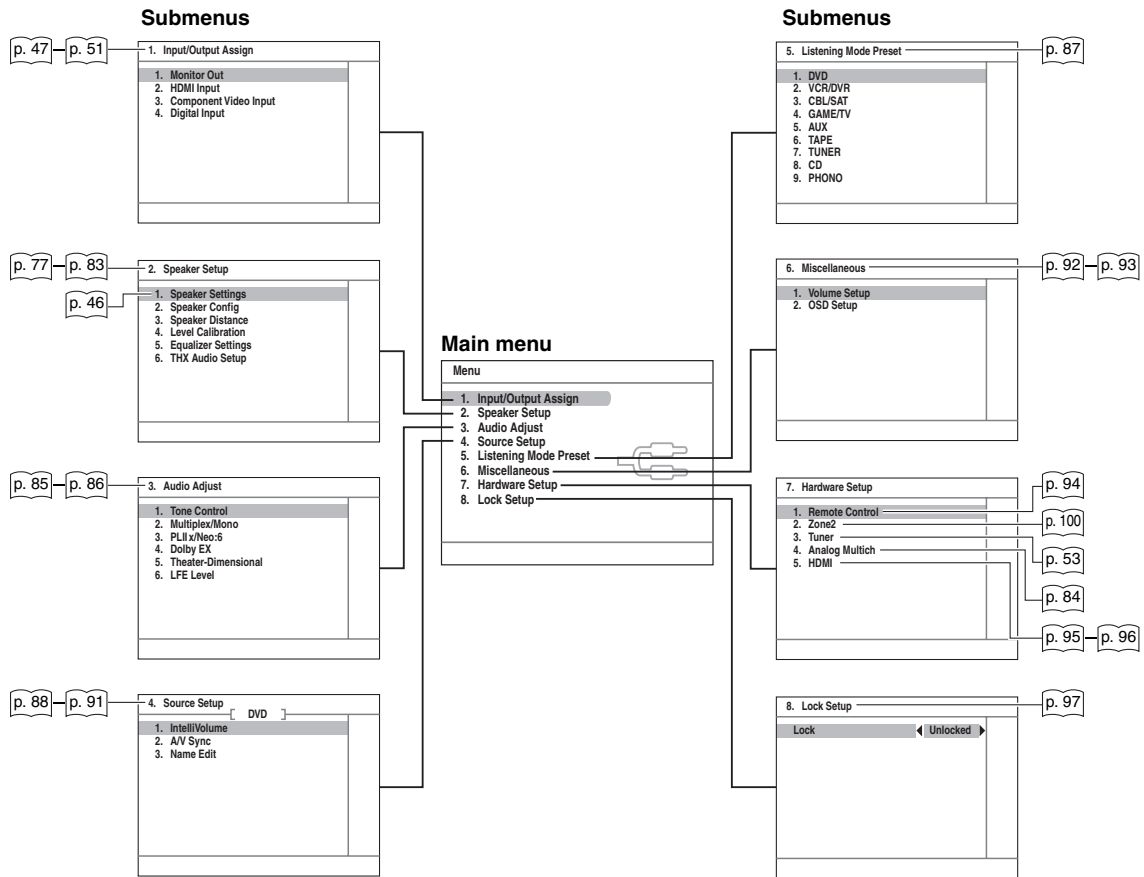 Submenus
p. 47 – p. 51
1. Input/Output Assign
1. Monitor Out
2. HDMI Input
3. Component Video Input
4. Digital Input
p. 77 – p. 83
2. Speaker Setup
p. 46
1. Speaker Settings
2. Speaker Config
3. Speaker Distance
4. Level Calibration
5. Equalizer Settings
6. THX Audio Setup
p. 85 – p. 86
3. Audio Adjust
1. Tone Control
2. Multiplex/Mono
3. PLII x/Neo:6
4. Dolby EX
5. Theater-Dimensional
6. LFE Level
p. 88 – p. 91
4. Source Setup
DVD
1. IntelliVolume
2. A/V Sync
3. Name Edit
Main menu
Menu
1. Input/Output Assign
2. Speaker Setup
3. Audio Adjust
4. Source Setup
5. Listening Mode Preset
6. Miscellaneous
7. Hardware Setup
8. Lock Setup
Submenus
5. Listening Mode Preset
p. 87
1. DVD
2. VCR/DVR
3. CBL/SAT
4. GAME/TV
5. AUX
6. TAPE
7. TUNER
8. CD
9. PHONO
6. Miscellaneous
p. 92 – p. 93
1. Volume Setup
2. OSD Setup
7. Hardware Setup
1. Remote Control
p. 94
2. Zone2
p. 100
3. Tuner
p. 53
4. Analog Multich
p. 84
5. HDMI
p. 95 – p. 96
8. Lock Setup
p. 97
Lock ◀ Unlocked ▶